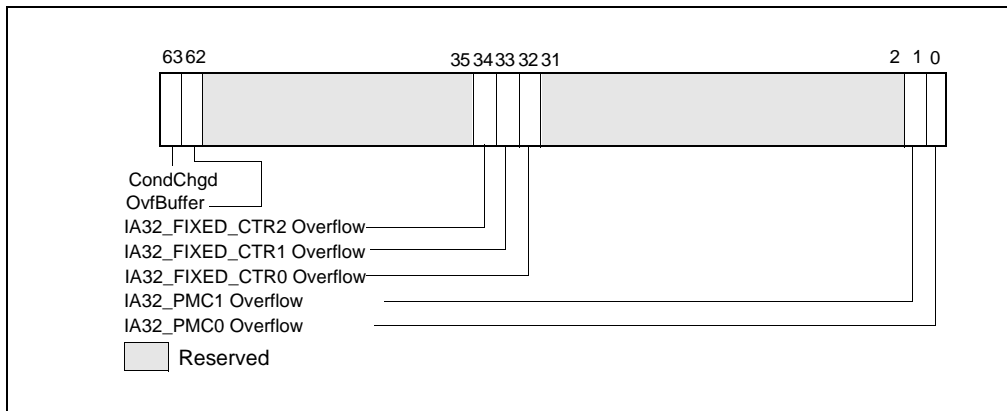 63 62 35 34 33 32 31 2 1 0
CondChgd
OvfBuffer
IA32_FIXED_CTR2 Overflow
IA32_FIXED_CTR1 Overflow
IA32_FIXED_CTR0 Overflow
IA32_PMC1 Overflow
IA32_PMC0 Overflow
Reserved